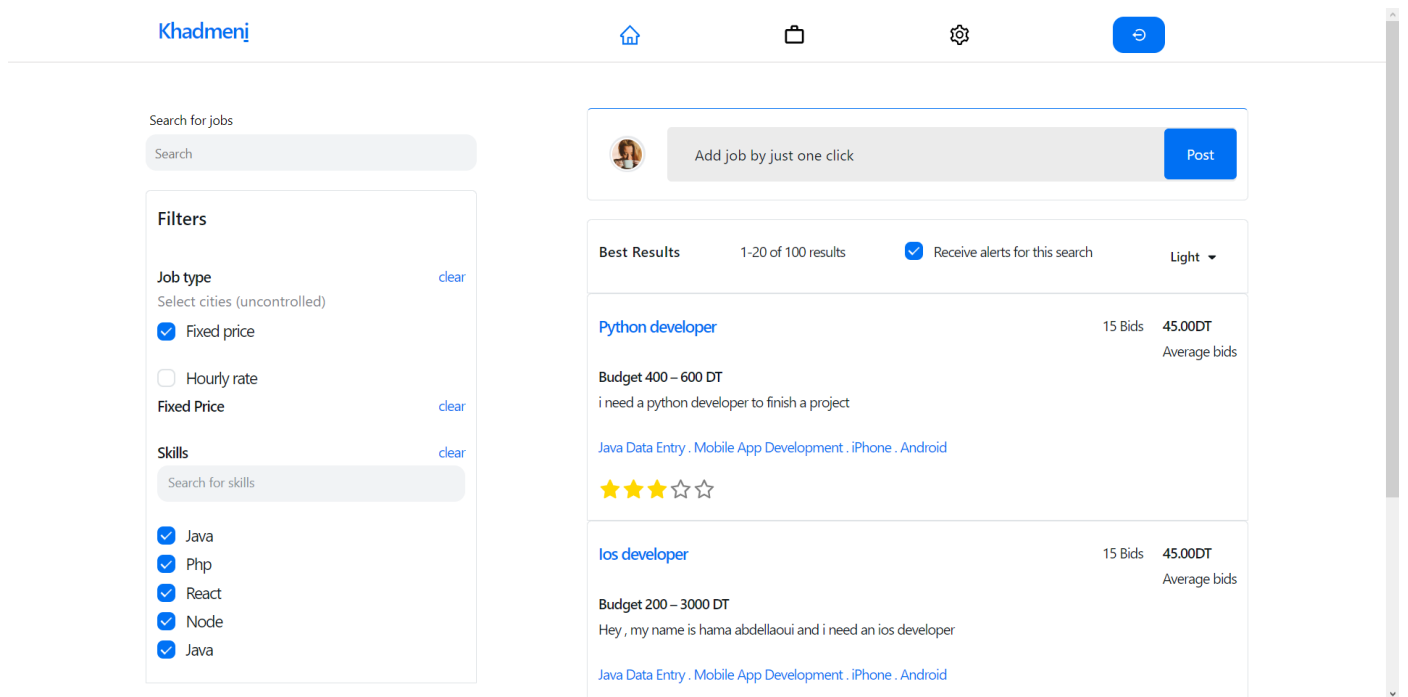 Khadmeni
Search for jobs
Search
Filters
Job type clear
Select cities (uncontrolled)
Fixed price
Hourly rate
Fixed Price clear
Skills clear
Search for skills
Java
Php
React
Node
Java
Add job by just one click Post
Best Results 1-20 of 100 results Receive alerts for this search Light
Python developer 15 Bids 45.00DT
Average bids
Budget 400 – 600 DT
i need a python developer to finish a project
Java Data Entry . Mobile App Development . iPhone . Android
Ios developer 15 Bids 45.00DT
Average bids
Budget 200 – 3000 DT
Hey , my name is hama abdellaoui and i need an ios developer
Java Data Entry . Mobile App Development . iPhone . Android